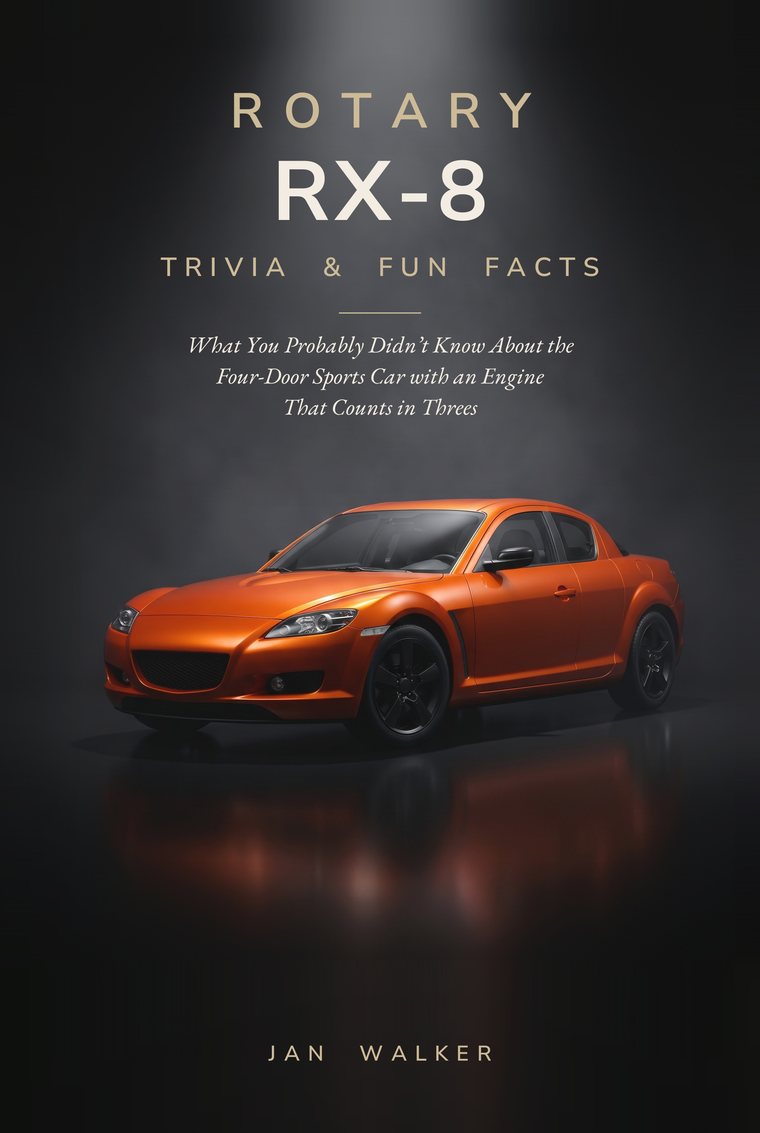 ROTARY
RX-8
TRIVIA & FUN FACTS
What You Probably Didn’t Know About the
Four-Door Sports Car with an Engine
That Counts in Threes
JAN WALKER